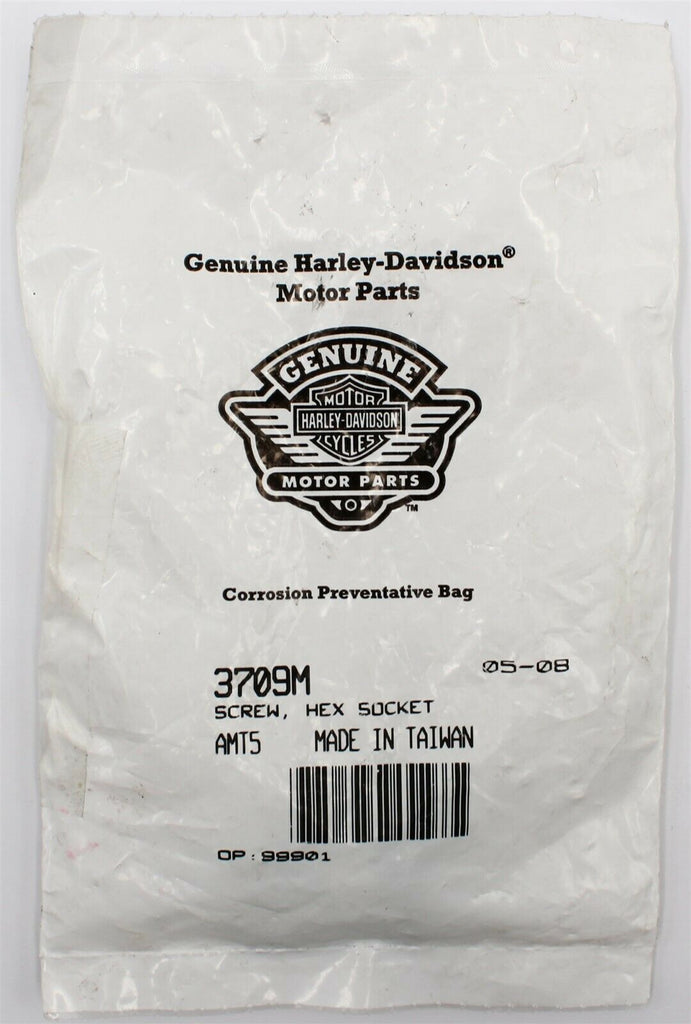 Genuine Harley-Davidson®
Motor Parts
GENUINE
MOTOR
HARLEY-DAVIDSON
CYCLES
MOTOR PARTS
TM
Corrosion Preventative Bag
3709M
05-08
SCREW, HEX SOCKET
AMT5 MADE IN TAIWAN
OP:99901